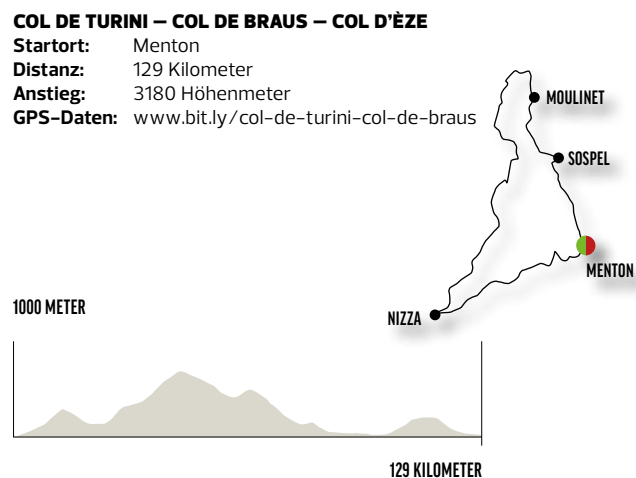 COL DE TURINI – COL DE BRAUS – COL D'ÈZE
Startort: Menton
Distanz: 129 Kilometer
Anstieg: 3180 Höhenmeter
GPS-Daten: www.bit.ly/col-de-turini-col-de-braus
MOULINET
SOSPEL
MENTON
NIZZA
1000 METER
129 KILOMETER